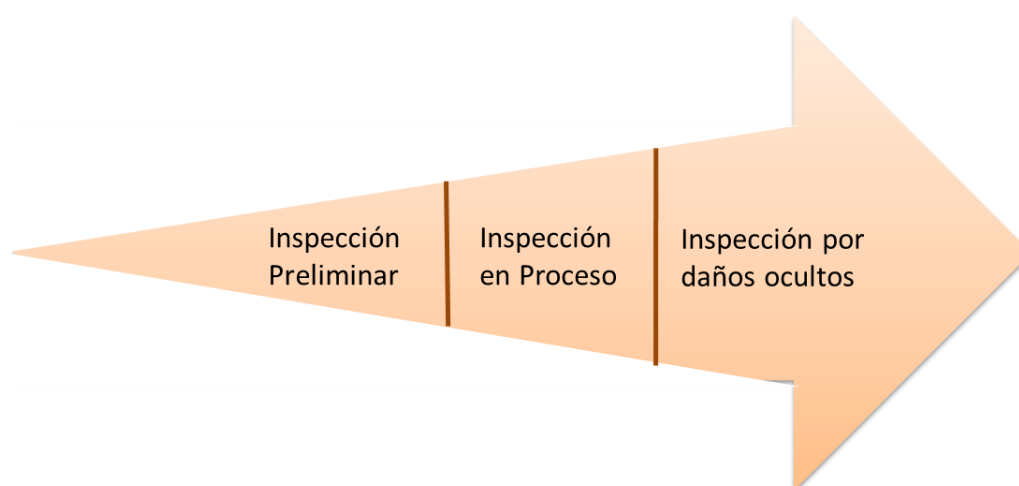 Inspección
Preliminar
Inspección
en Proceso
Inspección por
daños ocultos